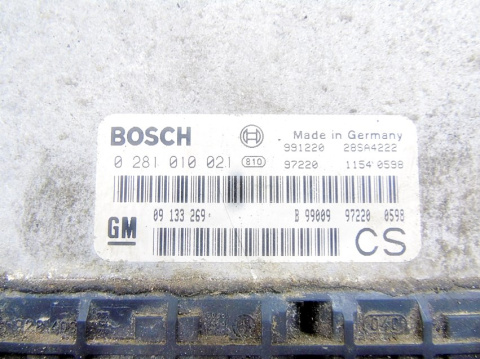 BOSCH Made in Germany
991220 28SA4222
0 281 010 021 810 97220 1154 0598
GM 09 133 269 B 99009 97220 0598
CS